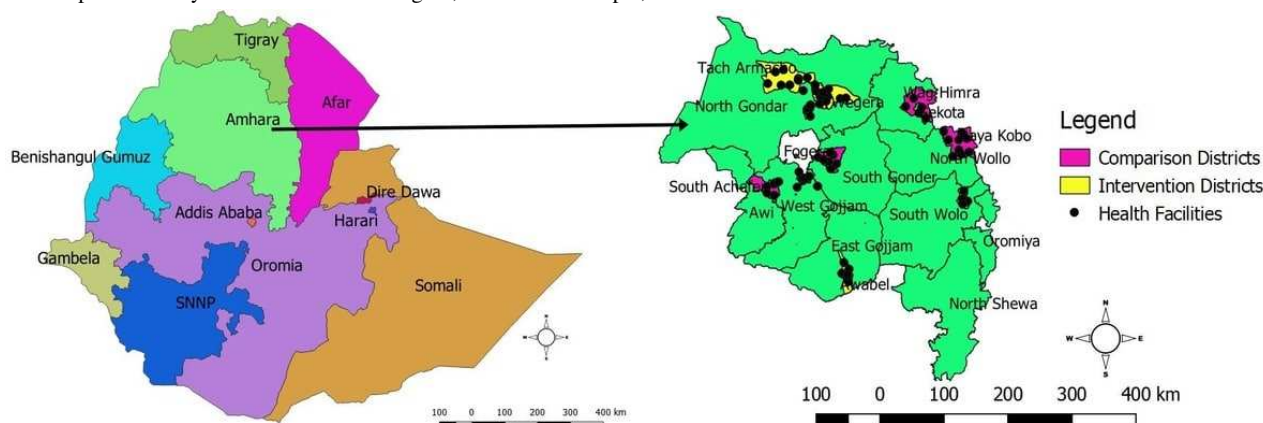 Tigray
Afar
Amhara
Benishangul Gumuz
Dire Dawa
Addis Ababa
Harari
Gambela
Oromia
SNNP
Somali
N
W
E
S
100 0 100 200 300 400 km
Tach Armacho
North Gondar
Wegera
Wag-Himra
Sekota
Raya Kobo
North Wollo
Fogera
South Gonder
South Achefer
Awi
West Gojjam
South Wolo
East Gojjam
Oromiya
Awabel
North Shewa
Legend
Comparison Districts
Intervention Districts
Health Facilities
N
W
E
S
100 0 100 200 300 400 km